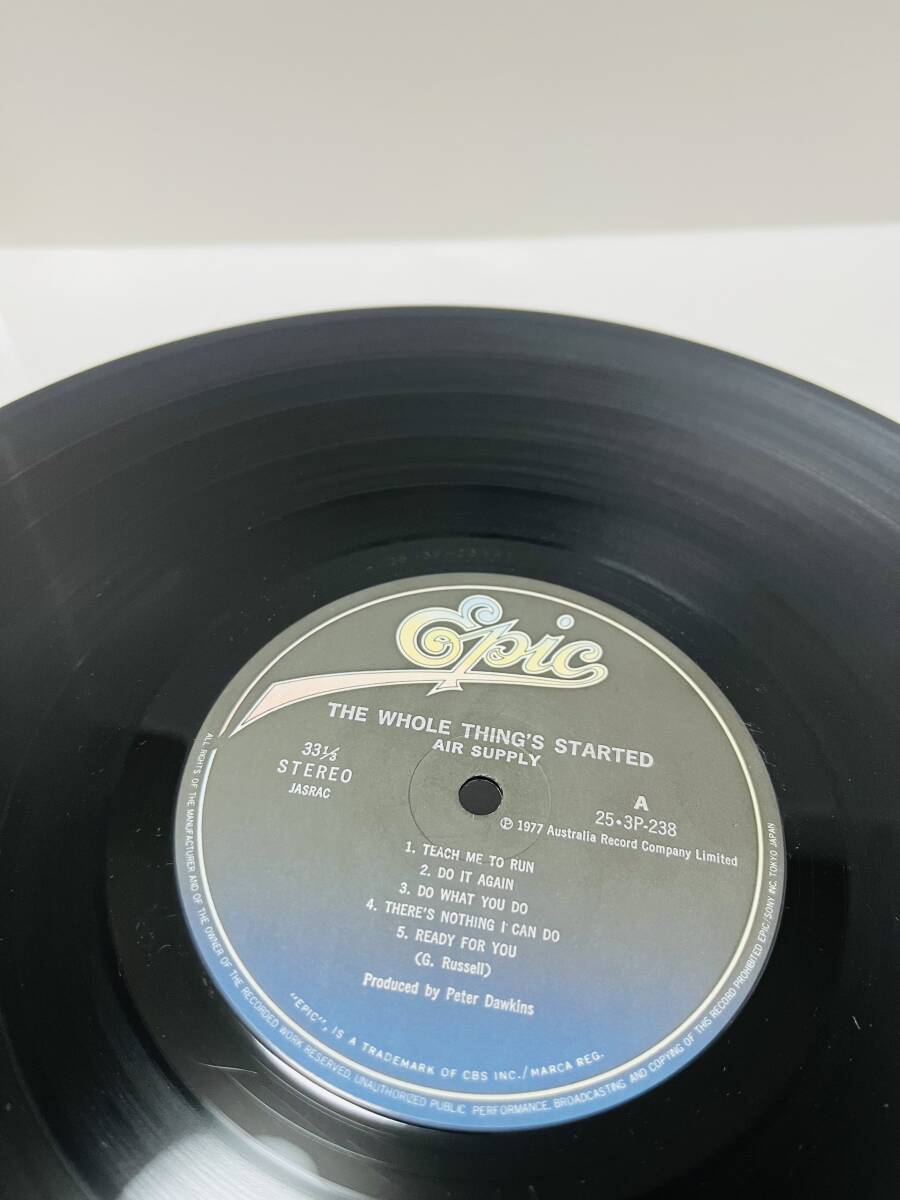 Epic
THE WHOLE THING'S STARTED
AIR SUPPLY
33⅓
STEREO
JASRAC
A
25•3P-238
Ⓟ 1977 Australia Record Company Limited
1. TEACH ME TO RUN
2. DO IT AGAIN
3. DO WHAT YOU DO
4. THERE'S NOTHING I CAN DO
5. READY FOR YOU
(G. Russell)
Produced by Peter Dawkins
"EPIC", IS A TRADEMARK OF CBS INC./MARCA REG.
ALL RIGHTS OF THE MANUFACTURER AND OF THE OWNER OF THE RECORDED WORK RESERVED. UNAUTHORIZED PUBLIC PERFORMANCE, BROADCASTING AND COPYING OF THIS RECORD PROHIBITED EPIC/SONY INC. TOKYO JAPAN